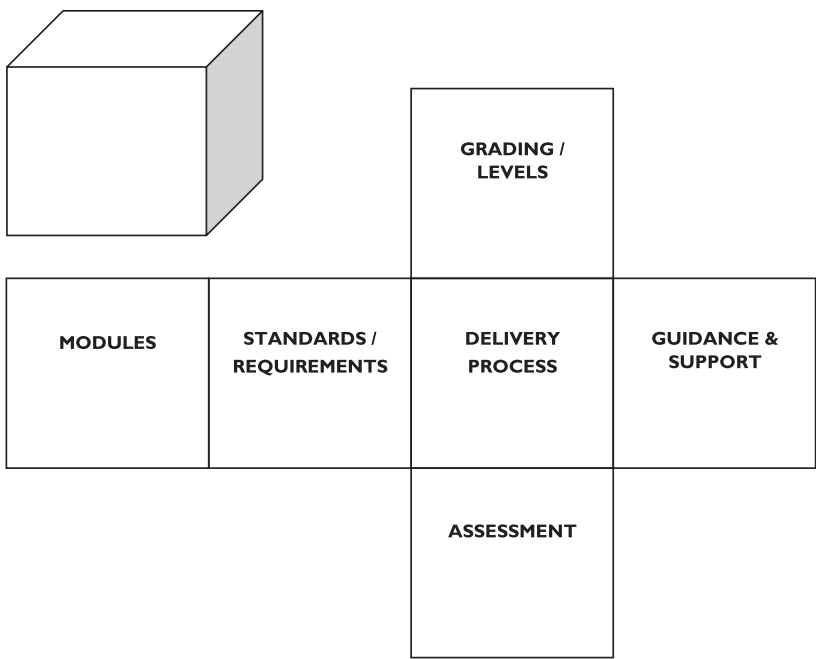 GRADING /
LEVELS
MODULES
STANDARDS /
REQUIREMENTS
DELIVERY
PROCESS
GUIDANCE &
SUPPORT
ASSESSMENT